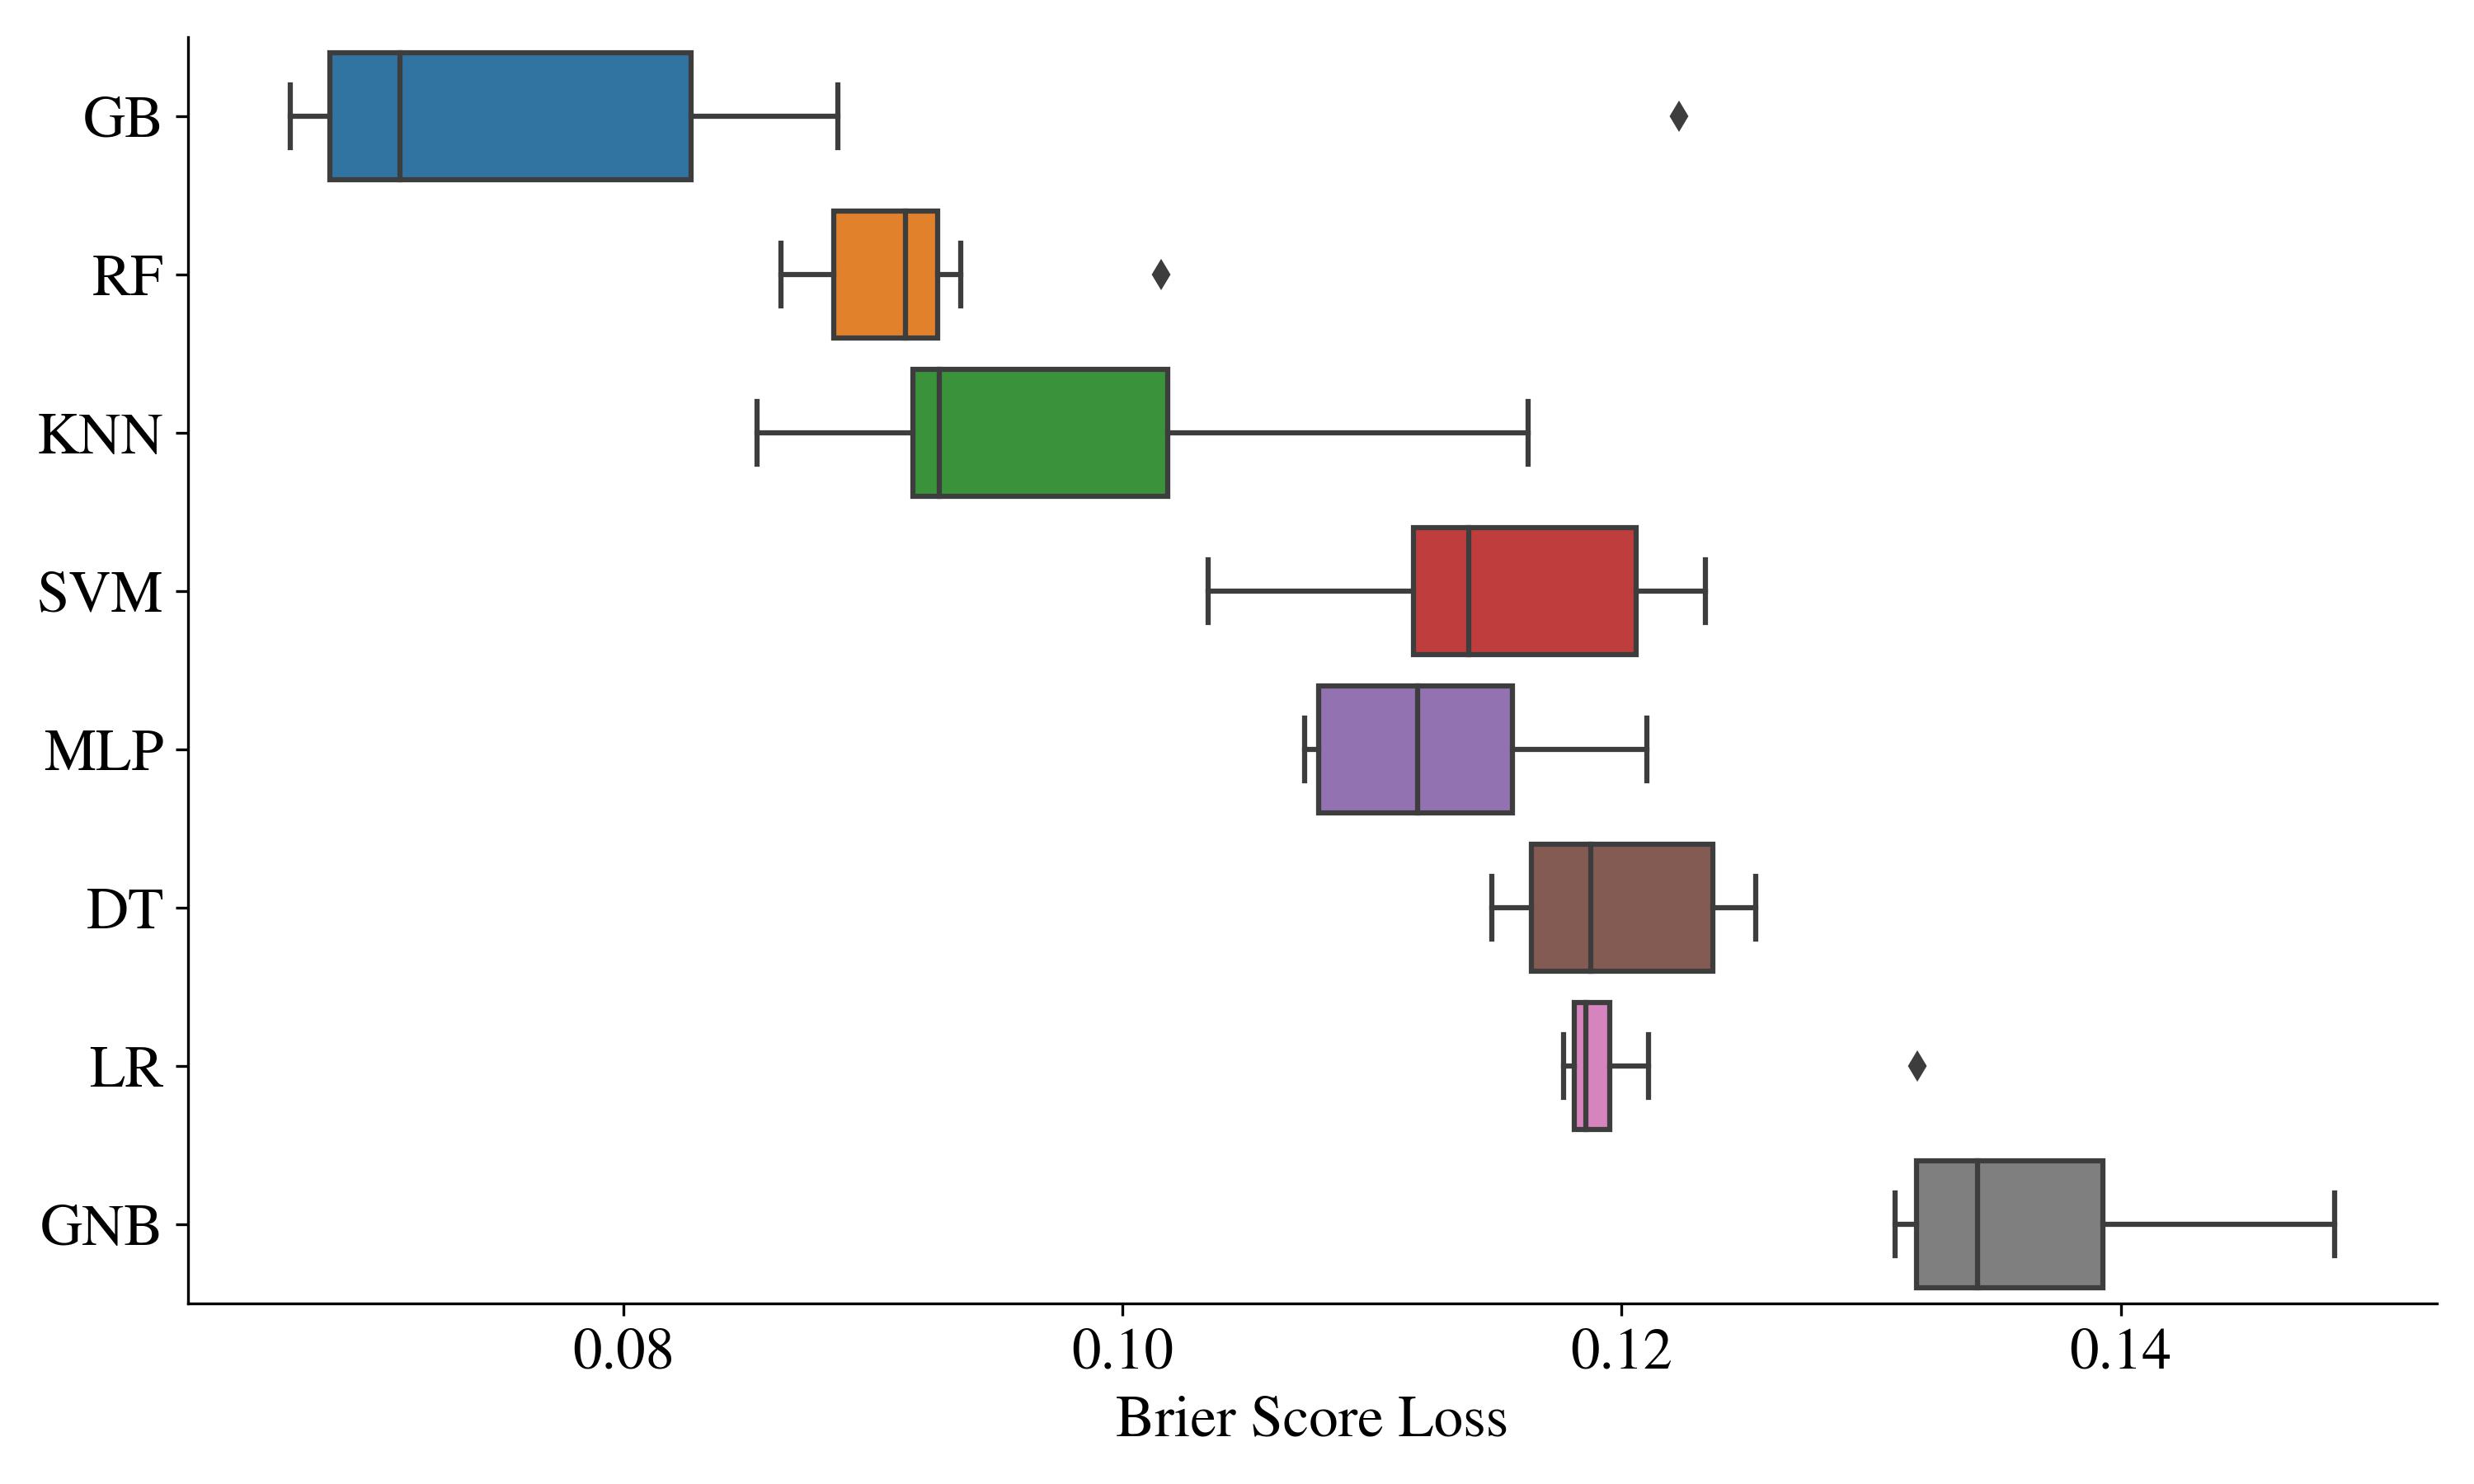 GB
RF
KNN
SVM
MLP
DT
LR
GNB
0.08 0.10 0.12 0.14
Brier Score Loss